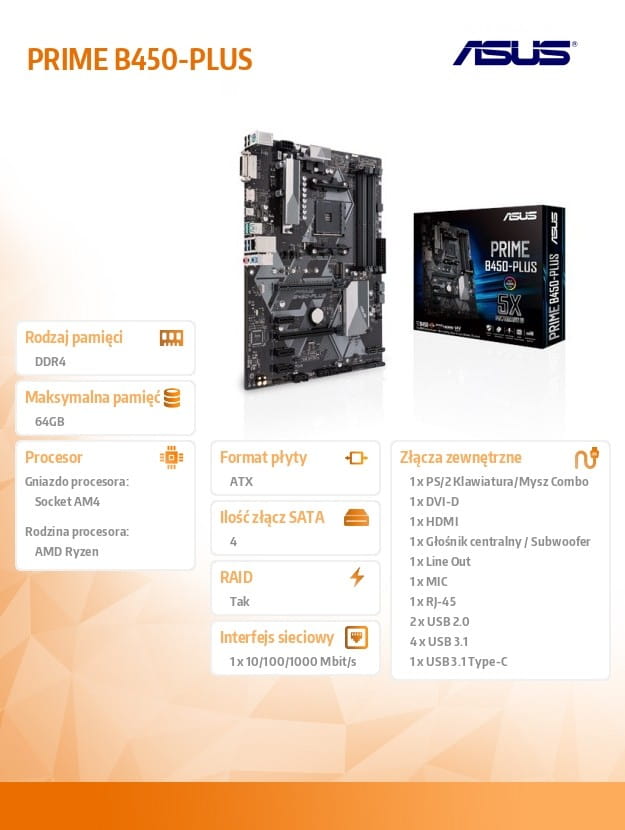 PRIME B450-PLUS
ASUS
ASUS
ASUS
PRIME
B450-PLUS
5X
PRIME B450-PLUS
Rodzaj pamięci
DDR4
Maksymalna pamięć
64GB
Procesor
Gniazdo procesora:
Socket AM4
Rodzina procesora:
AMD Ryzen
Format płyty
ATX
Ilość złącz SATA
4
RAID
Tak
Interfejs sieciowy
1 x 10/100/1000 Mbit/s
Złącza zewnętrzne
1 x PS/2 Klawiatura/Mysz Combo
1 x DVI-D
1 x HDMI
1 x Głośnik centralny / Subwoofer
1 x Line Out
1 x MIC
1 x RJ-45
2 x USB 2.0
4 x USB 3.1
1 x USB 3.1 Type-C